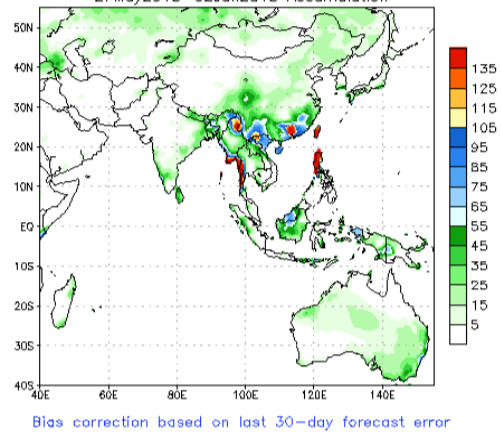 50N
40N
30N
20N
10N
EQ
10S
20S
30S
40S
40E 60E 80E 100E 120E 140E
135
125
115
105
95
85
75
65
55
45
35
25
15
5
Bias correction based on last 30-day forecast error